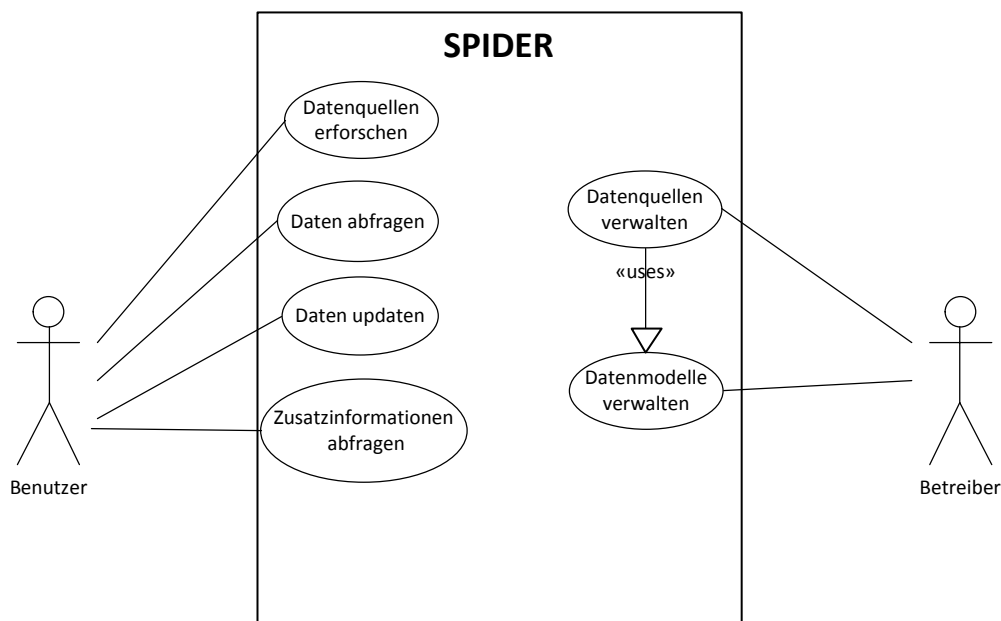 SPIDER
Datenquellen
erforschen
Daten abfragen
Daten updaten
Zusatzinformationen
abfragen
Datenquellen
verwalten
«uses»
Datenmodelle
verwalten
Benutzer
Betreiber